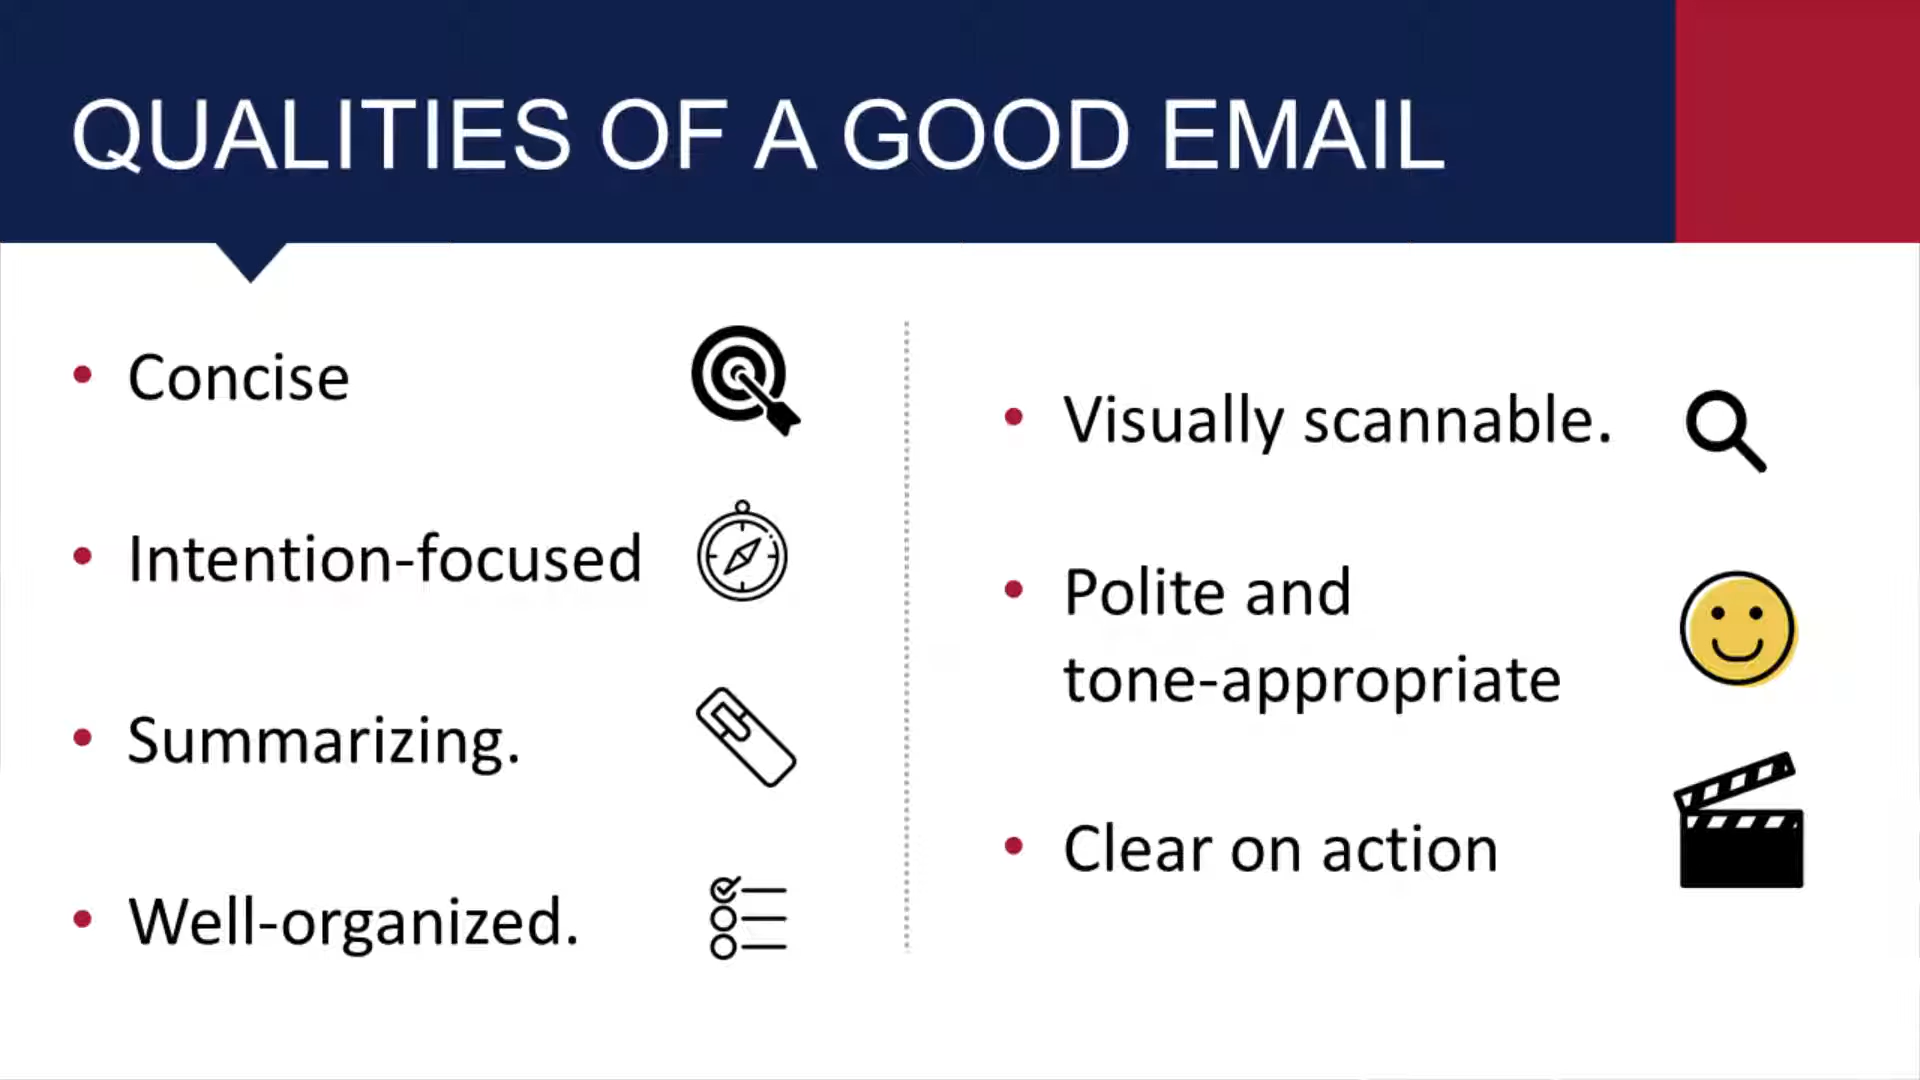 QUALITIES OF A GOOD EMAIL
• Concise
• Intention-focused
• Summarizing.
• Well-organized.
• Visually scannable.
• Polite and
tone-appropriate
• Clear on action